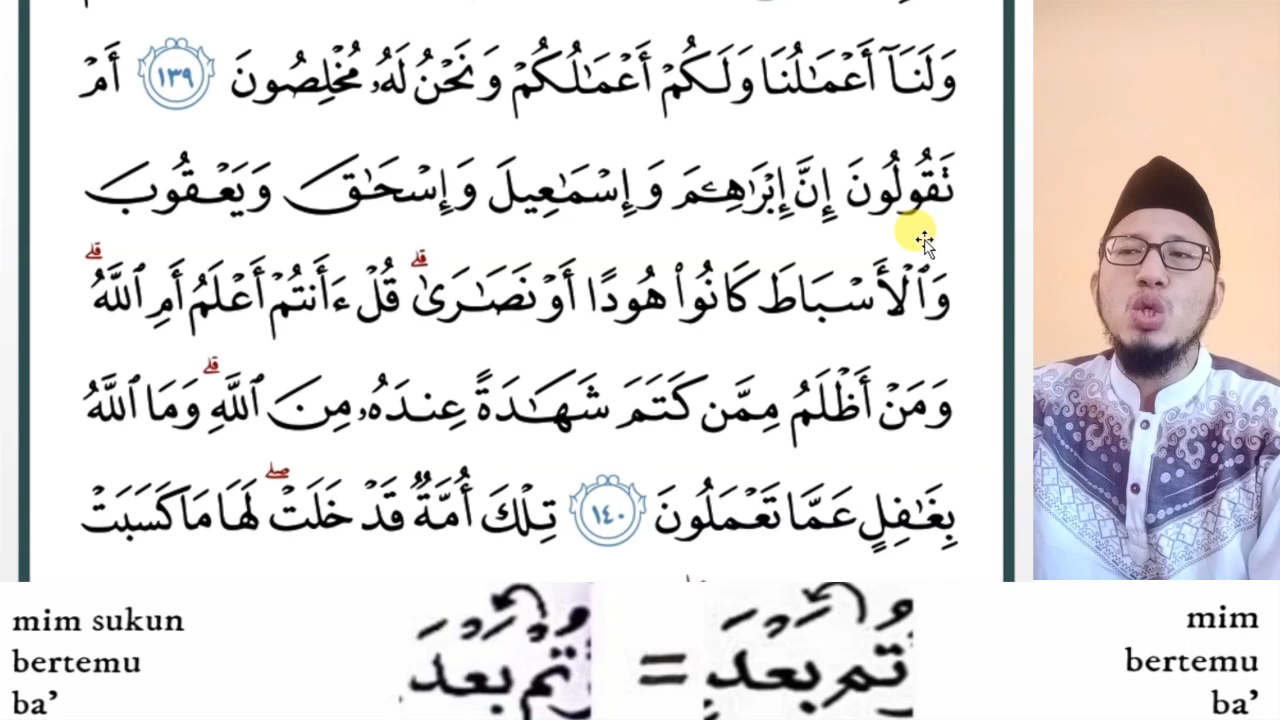 وَلَنَآ أَعْمَـٰلُنَا وَلَكُمْ أَعْمَـٰلُكُمْ وَنَحْنُ لَهُۥ مُخْلِصُونَ ١٣٩ أَمْ
تَقُولُونَ إِنَّ إِبْرَٰهِـۧمَ وَإِسْمَـٰعِيلَ وَإِسْحَـٰقَ وَيَعْقُوبَ
وَٱلْأَسْبَاطَ كَانُوا۟ هُودًا أَوْ نَصَـٰرَىٰ ۗ قُلْ ءَأَنتُمْ أَعْلَمُ أَمِ ٱللَّهُ ۗ
وَمَنْ أَظْلَمُ مِمَّن كَتَمَ شَهَـٰدَةً عِندَهُۥ مِنَ ٱللَّهِ ۗ وَمَا ٱللَّهُ
بِغَـٰفِلٍ عَمَّا تَعْمَلُونَ ١٤٠ تِلْكَ أُمَّةٌ قَدْ خَلَتْ ۖ لَهَا مَا كَسَبَتْ
mim sukun
bertemu
ba’
تُم بَعْدَ = تُم بَعْدَ
mim
bertemu
ba’